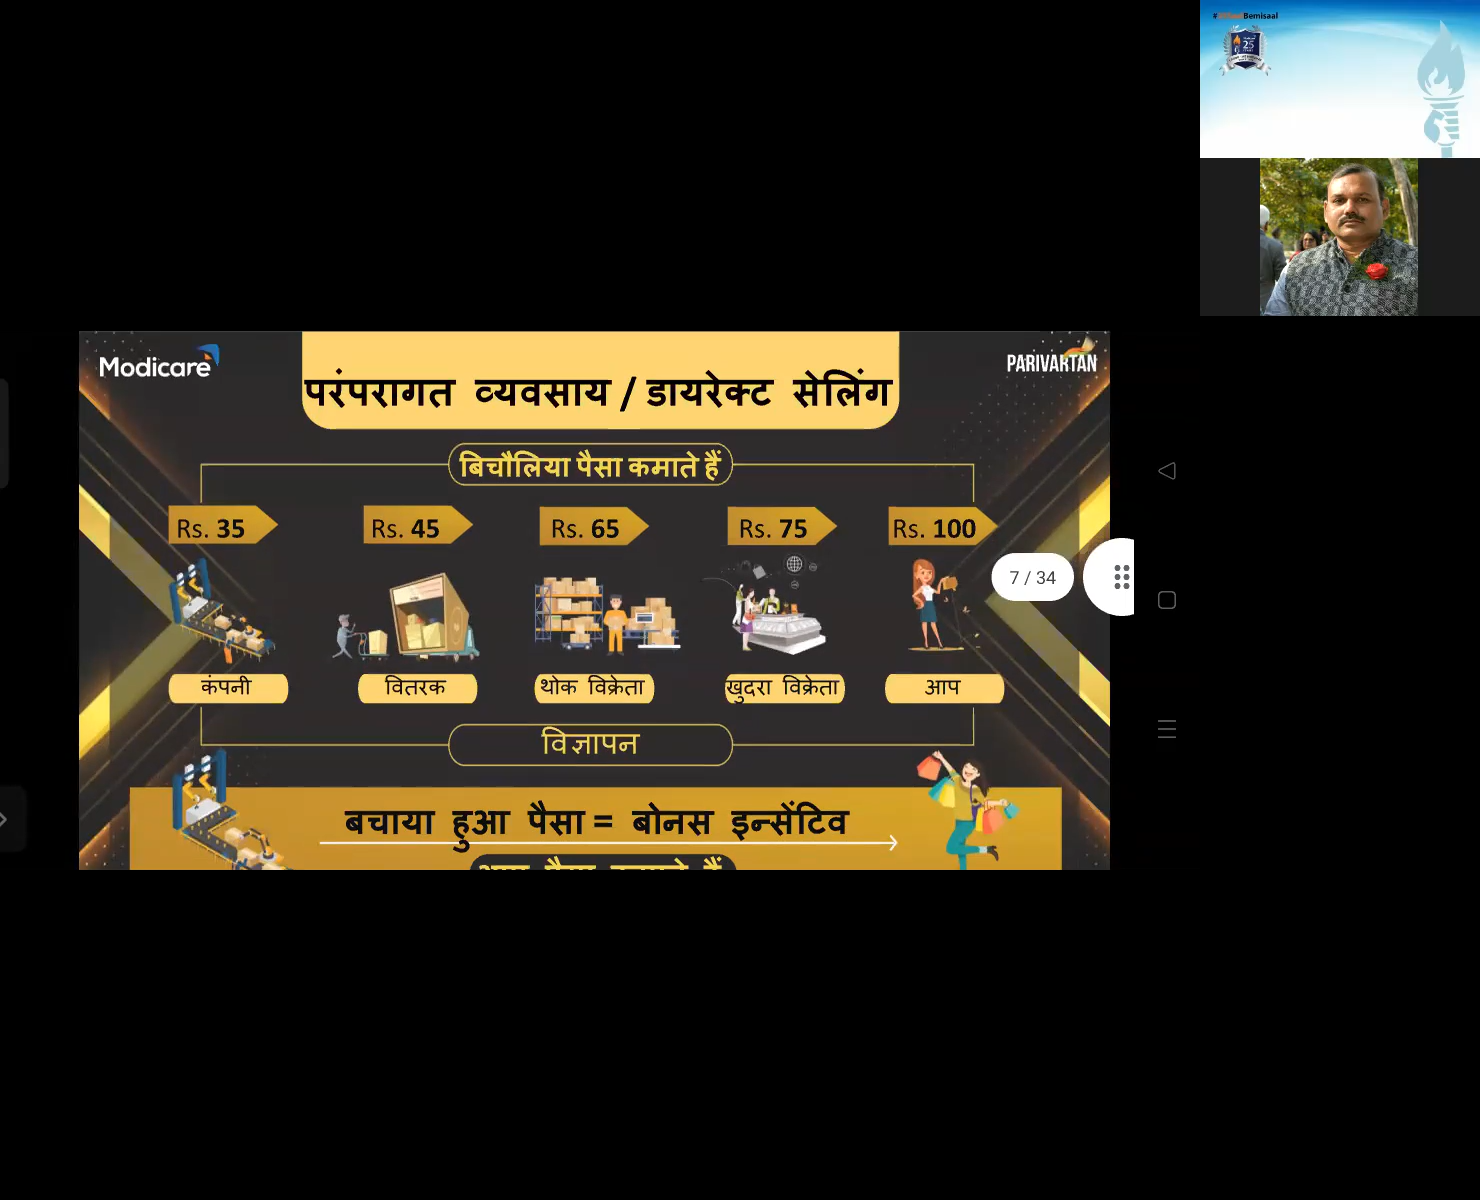 Bemisaal
25
Modicare
PARIVARTAN
परंपरागत व्यवसाय / डायरेक्ट सेलिंग
बिचौलिया पैसा कमाते हैं
Rs. 35
Rs. 45
Rs. 65
Rs. 75
Rs. 100
7 / 34
कंपनी
वितरक
थोक विक्रेता
खुदरा विक्रेता
आप
विज्ञापन
बचाया हुआ पैसा = बोनस इन्सेंटिव